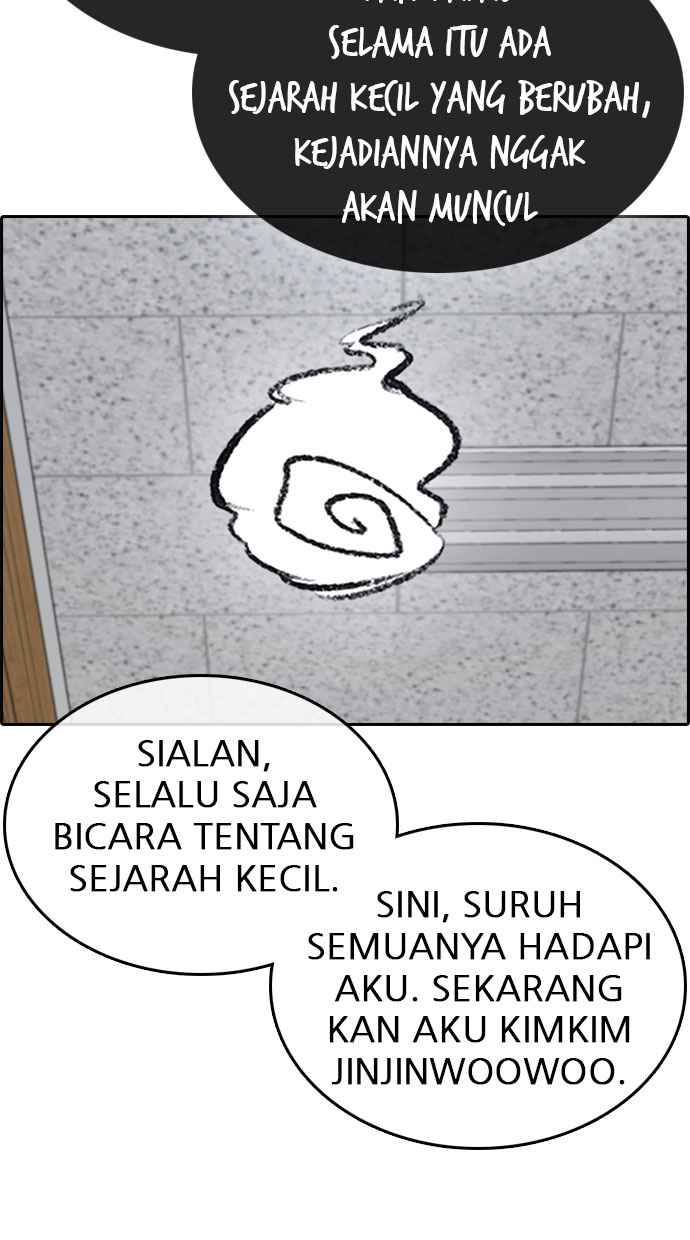 SELAMA ITU ADA
SEJARAH KECIL YANG BERUBAH,
KEJADIANNYA NGGAK
AKAN MUNCUL
SIALAN,
SELALU SAJA
BICARA TENTANG
SEJARAH KECIL.
SINI, SURUH
SEMUANYA HADAPI
AKU. SEKARANG
KAN AKU KIMKIM
JINJINWOOWOO.